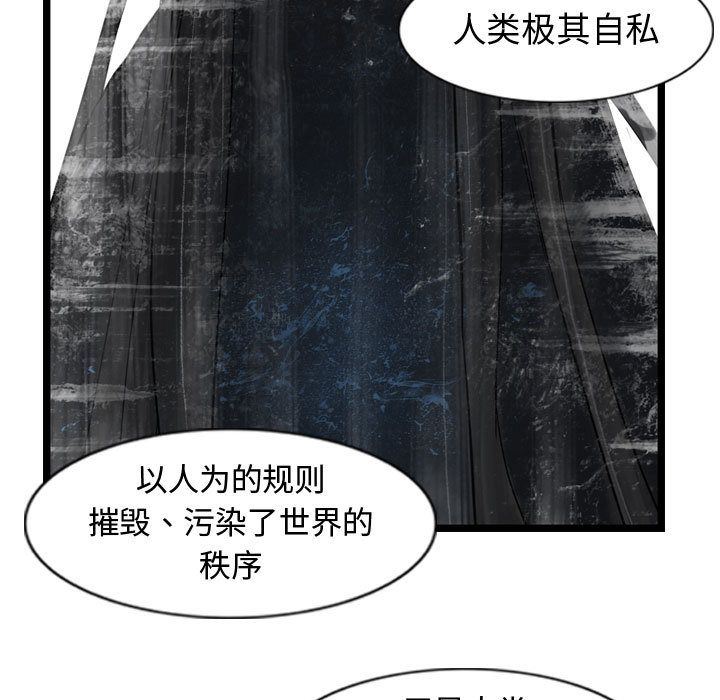 人类极其自私
以人为的规则
摧毁、污染了世界的
秩序